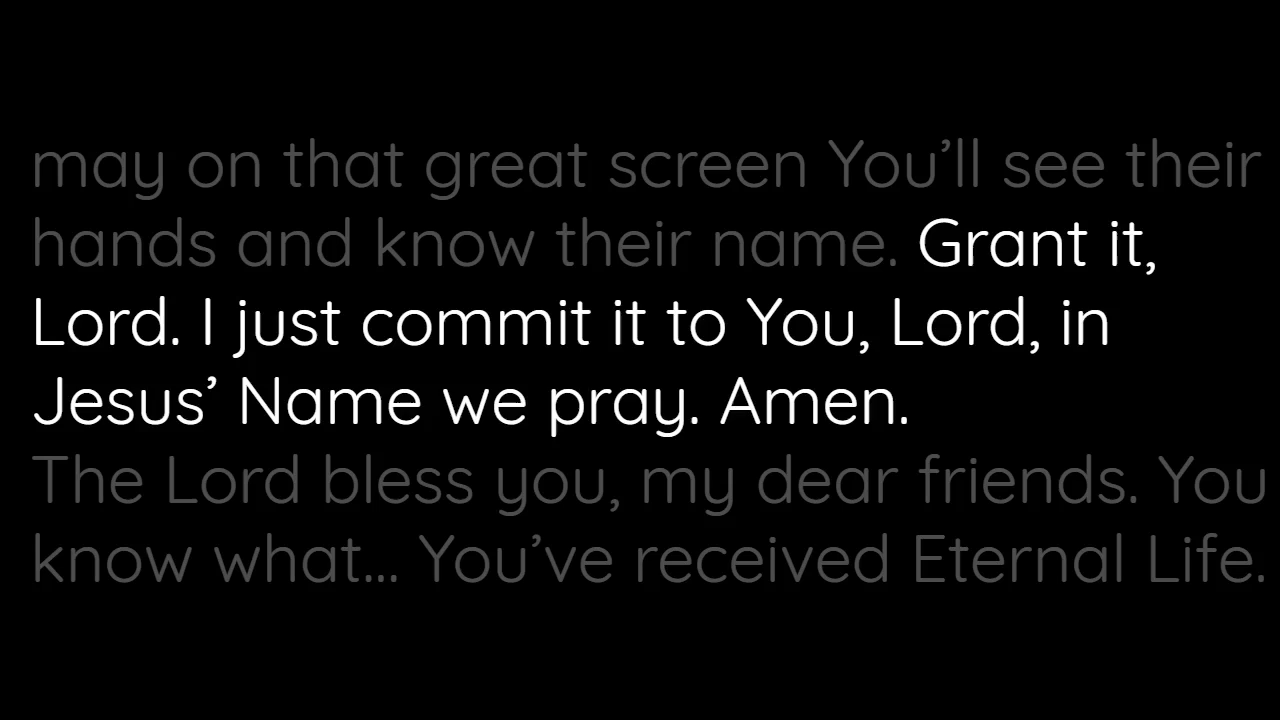 may on that great screen You’ll see their
hands and know their name. Grant it,
Lord. I just commit it to You, Lord, in
Jesus’ Name we pray. Amen.
The Lord bless you, my dear friends. You
know what... You’ve received Eternal Life.